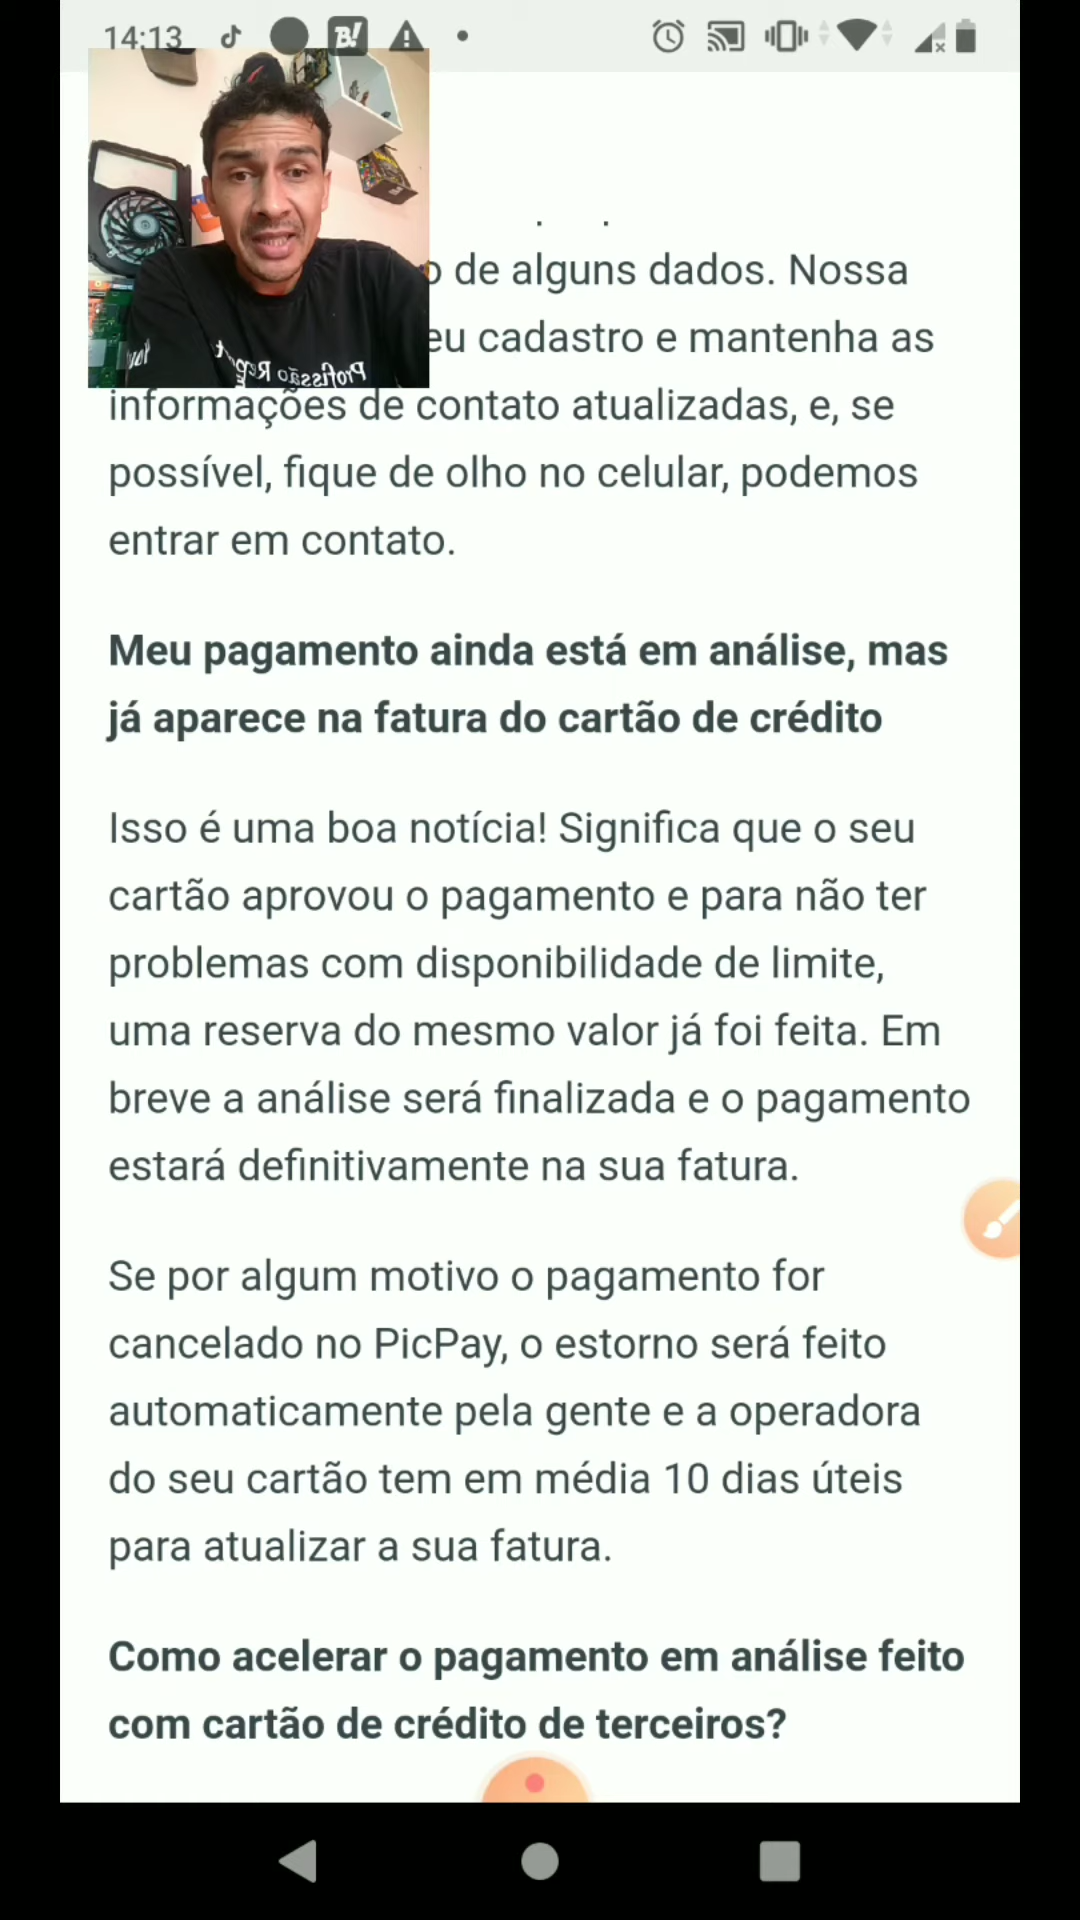 14:13
B!
de alguns dados. Nossa
cadastro e mantenha as
informações de contato atualizadas, e, se
possível, fique de olho no celular, podemos
entrar em contato.
Meu pagamento ainda está em análise, mas
já aparece na fatura do cartão de crédito
Isso é uma boa notícia! Significa que o seu
cartão aprovou o pagamento e para não ter
problemas com disponibilidade de limite,
uma reserva do mesmo valor já foi feita. Em
breve a análise será finalizada e o pagamento
estará definitivamente na sua fatura.
Se por algum motivo o pagamento for
cancelado no PicPay, o estorno será feito
automaticamente pela gente e a operadora
do seu cartão tem em média 10 dias úteis
para atualizar a sua fatura.
Como acelerar o pagamento em análise feito
com cartão de crédito de terceiros?